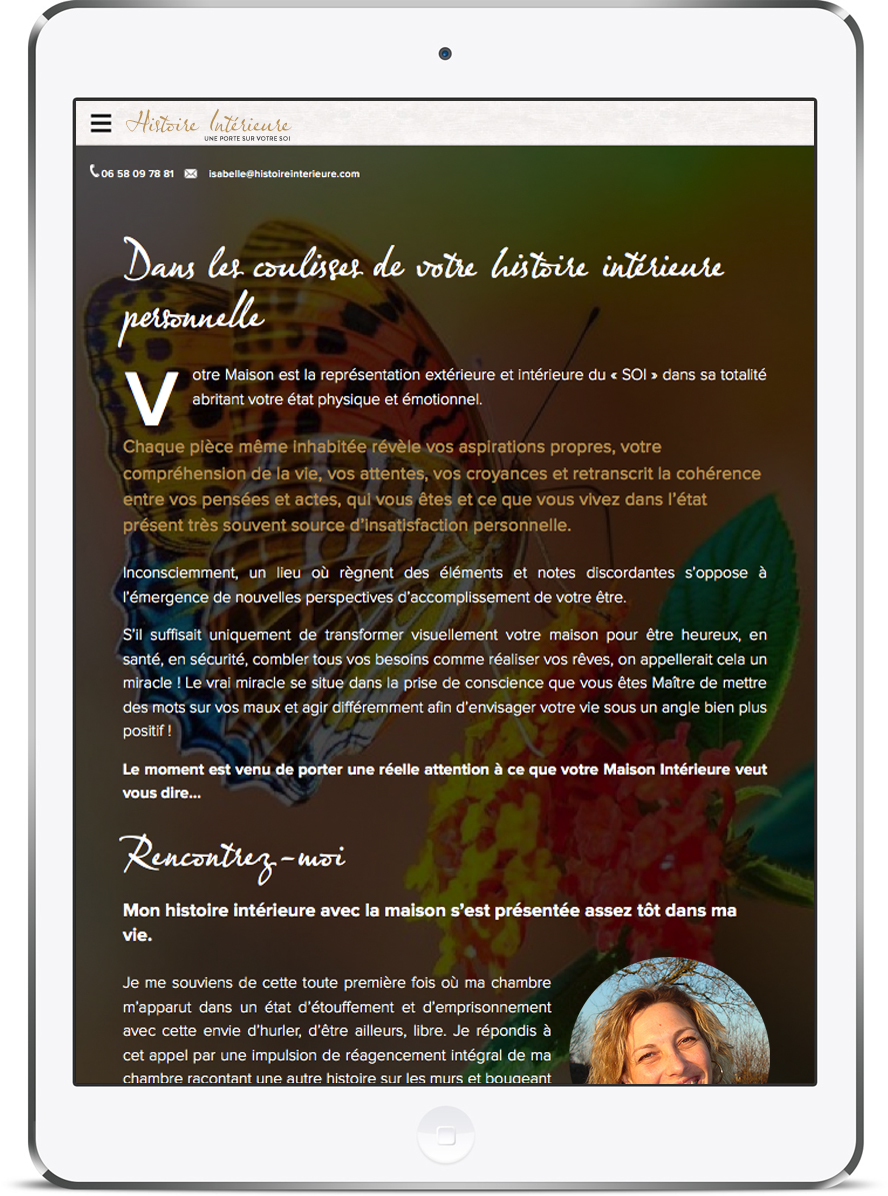 Histoire Intérieure
UNE PORTE SUR VOTRE SOI
06 58 09 78 81 isabelle@histoireinterieure.com
Dans les coulisses de votre histoire intérieure
personnelle
Votre Maison est la représentation extérieure et intérieure du « SOI » dans sa totalité
abritant votre état physique et émotionnel.
Chaque pièce même inhabitée révèle vos aspirations propres, votre
compréhension de la vie, vos attentes, vos croyances et retranscrit la cohérence
entre vos pensées et actes, qui vous êtes et ce que vous vivez dans l'état
présent très souvent source d'insatisfaction personnelle.
Inconsciemment, un lieu où règnent des éléments et notes discordantes s'oppose à
l'émergence de nouvelles perspectives d'accomplissement de votre être.
S'il suffisait uniquement de transformer visuellement votre maison pour être heureux, en
santé, en sécurité, combler tous vos besoins comme réaliser vos rêves, on appellerait cela un
miracle ! Le vrai miracle se situe dans la prise de conscience que vous êtes Maître de mettre
des mots sur vos maux et agir différemment afin d'envisager votre vie sous un angle bien plus
positif !
Le moment est venu de porter une réelle attention à ce que votre Maison Intérieure veut
vous dire...
Rencontrez-moi
Mon histoire intérieure avec la maison s'est présentée assez tôt dans ma
vie.
Je me souviens de cette toute première fois où ma chambre
m'apparut dans un état d'étouffement et d'emprisonnement
avec cette envie d'hurler, d'être ailleurs, libre. Je répondis à
cet appel par une impulsion de réagencement intégral de ma
chambre racontant une autre histoire sur les murs et bougeant